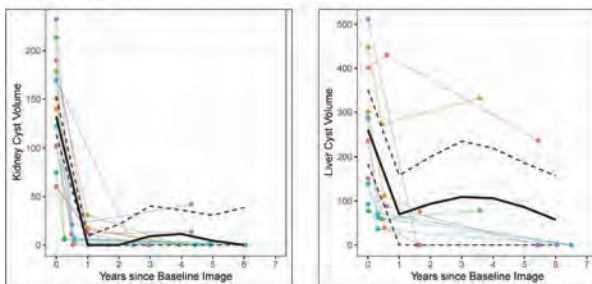 Kidney Cyst Volume
200
150
100
50
0
0 1 2 3 4 5 6 7
Years since Baseline Image
Liver Cyst Volume
500
400
300
200
100
0
0 1 2 3 4 5 6 7
Years since Baseline Image